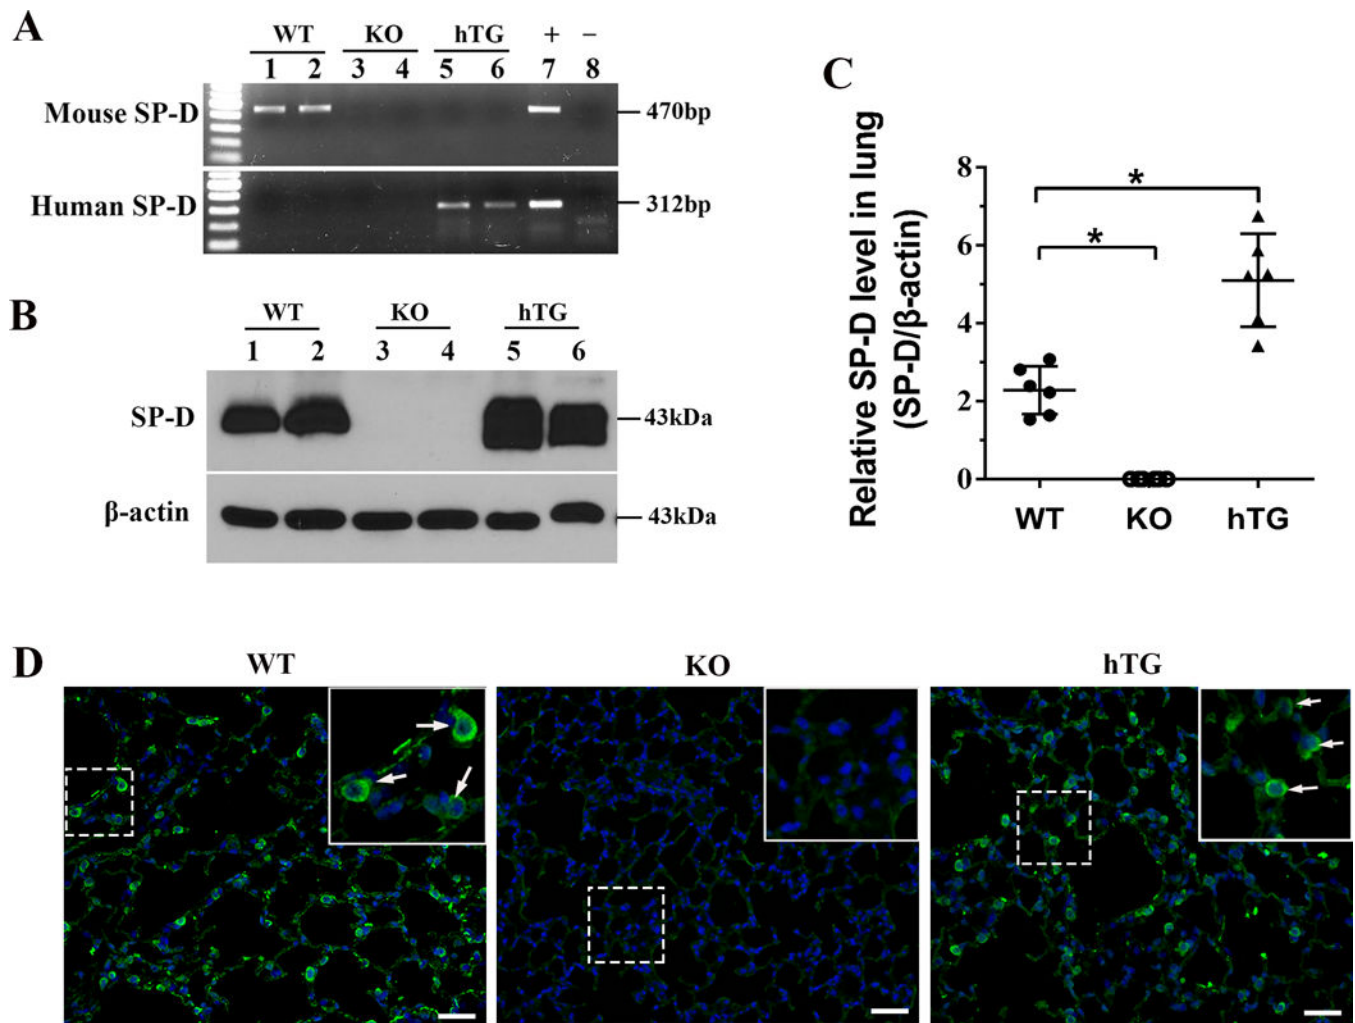 A
WT KO hTG + −
1 2 3 4 5 6 7 8
Mouse SP-D 470bp
Human SP-D 312bp
B
WT KO hTG
1 2 3 4 5 6
SP-D 43kDa
β-actin 43kDa
C
Relative SP-D level in lung
(SP-D/β-actin)
8
6
4
2
0
*
*
WT KO hTG
D
WT KO hTG